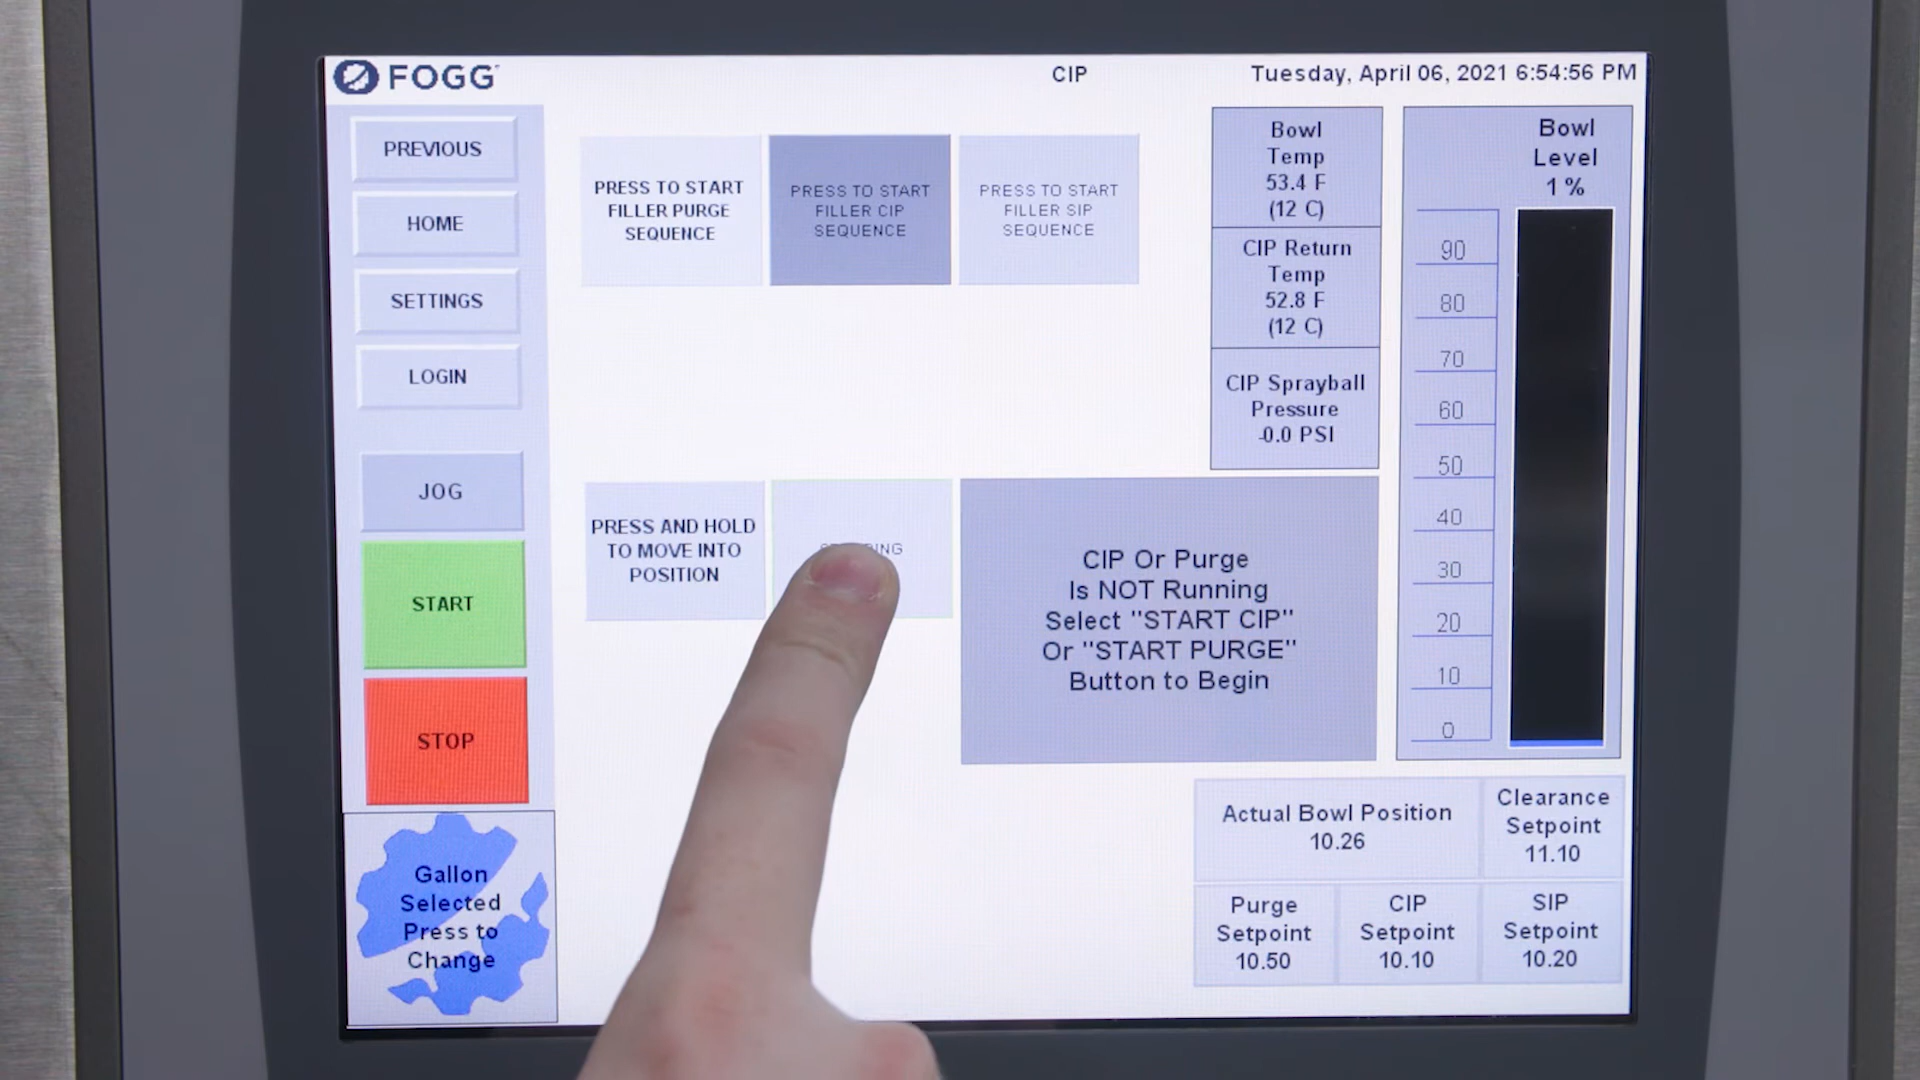 FOGG
CIP
Tuesday, April 06, 2021 6:54:56 PM
PREVIOUS
HOME
SETTINGS
LOGIN
JOG
START
STOP
Gallon
Selected
Press to
Change
PRESS TO START
FILLER PURGE
SEQUENCE
PRESS TO START
FILLER CIP
SEQUENCE
PRESS TO START
FILLER SIP
SEQUENCE
PRESS AND HOLD
TO MOVE INTO
POSITION
CIP Or Purge
Is NOT Running
Select "START CIP"
Or "START PURGE"
Button to Begin
Bowl
Temp
53.4 F
(12 C)
CIP Return
Temp
52.8 F
(12 C)
CIP Sprayball
Pressure
-0.0 PSI
Bowl
Level
1 %
90
80
70
60
50
40
30
20
10
0
Actual Bowl Position
10.26
Clearance
Setpoint
11.10
Purge
Setpoint
10.50
CIP
Setpoint
10.10
SIP
Setpoint
10.20